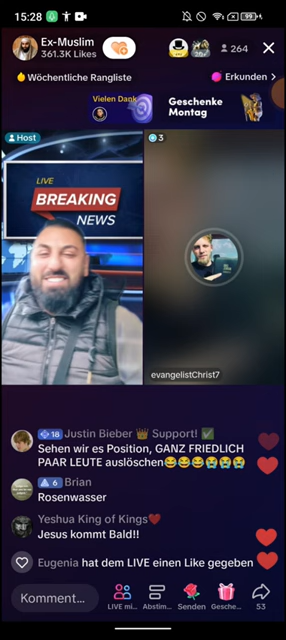 15:28
99
Ex-Muslim
361.3K Likes
264
Wöchentliche Rangliste
Erkunden >
Vielen Dank
Geschenke
Montag
Host
LIVE
BREAKING
NEWS
3
evangelistChrist7
18 Justin Bieber 👑 Support! ✅
Sehen wir es Position, GANZ FRIEDLICH
PAAR LEUTE auslöschen😂😂😂😭😭😭
6 Brian
Rosenwasser
Yeshua King of Kings❤️
Jesus kommt Bald!!
Eugenia hat dem LIVE einen Like gegeben
Komment...
LIVE mi...
Abstim...
Senden
Gesche...
53